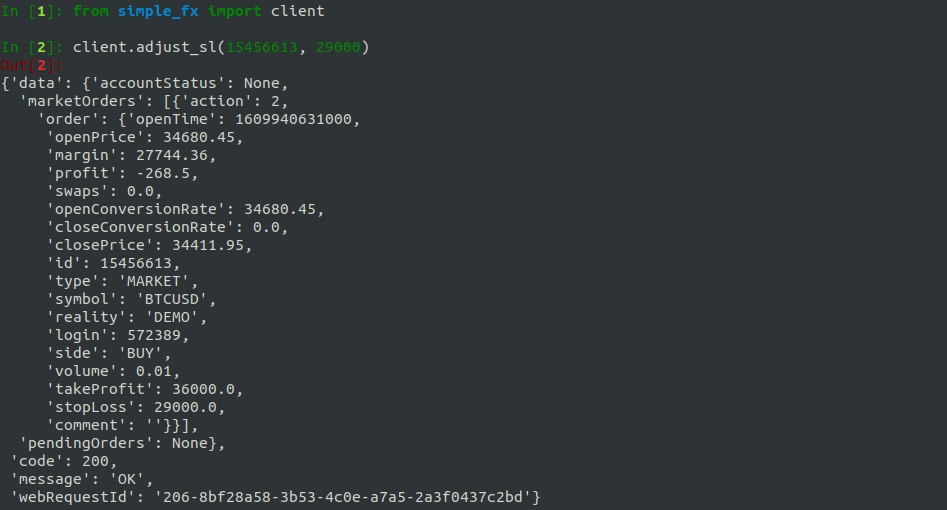 In [1]: from simple_fx import client
In [2]: client.adjust_sl(15456613, 29000)
Out[2]:
{'data': {'accountStatus': None,
'marketOrders': [{'action': 2,
'order': {'openTime': 1609940631000,
'openPrice': 34680.45,
'margin': 27744.36,
'profit': -268.5,
'swaps': 0.0,
'openConversionRate': 34680.45,
'closeConversionRate': 0.0,
'closePrice': 34411.95,
'id': 15456613,
'type': 'MARKET',
'symbol': 'BTCUSD',
'reality': 'DEMO',
'login': 572389,
'side': 'BUY',
'volume': 0.01,
'takeProfit': 36000.0,
'stopLoss': 29000.0,
'comment': ''}}],
'pendingOrders': None},
'code': 200,
'message': 'OK',
'webRequestId': '206-8bf28a58-3b53-4c0e-a7a5-2a3f0437c2bd'}